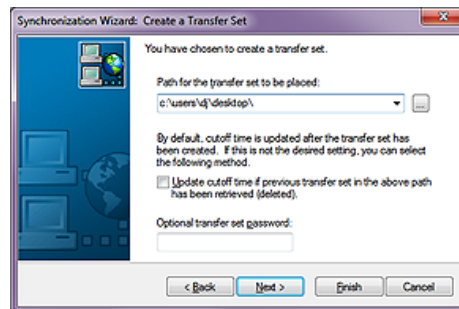 Synchronization Wizard: Create a Transfer Set
You have chosen to create a transfer set.
Path for the transfer set to be placed:
c:\users\dj\desktop\
...
By default, cutoff time is updated after the transfer set has
been created. If this is not the desired setting, you can select
the following method.
Update cutoff time if previous transfer set in the above path
has been retrieved (deleted).
Optional transfer set password:
< Back Next > Finish Cancel